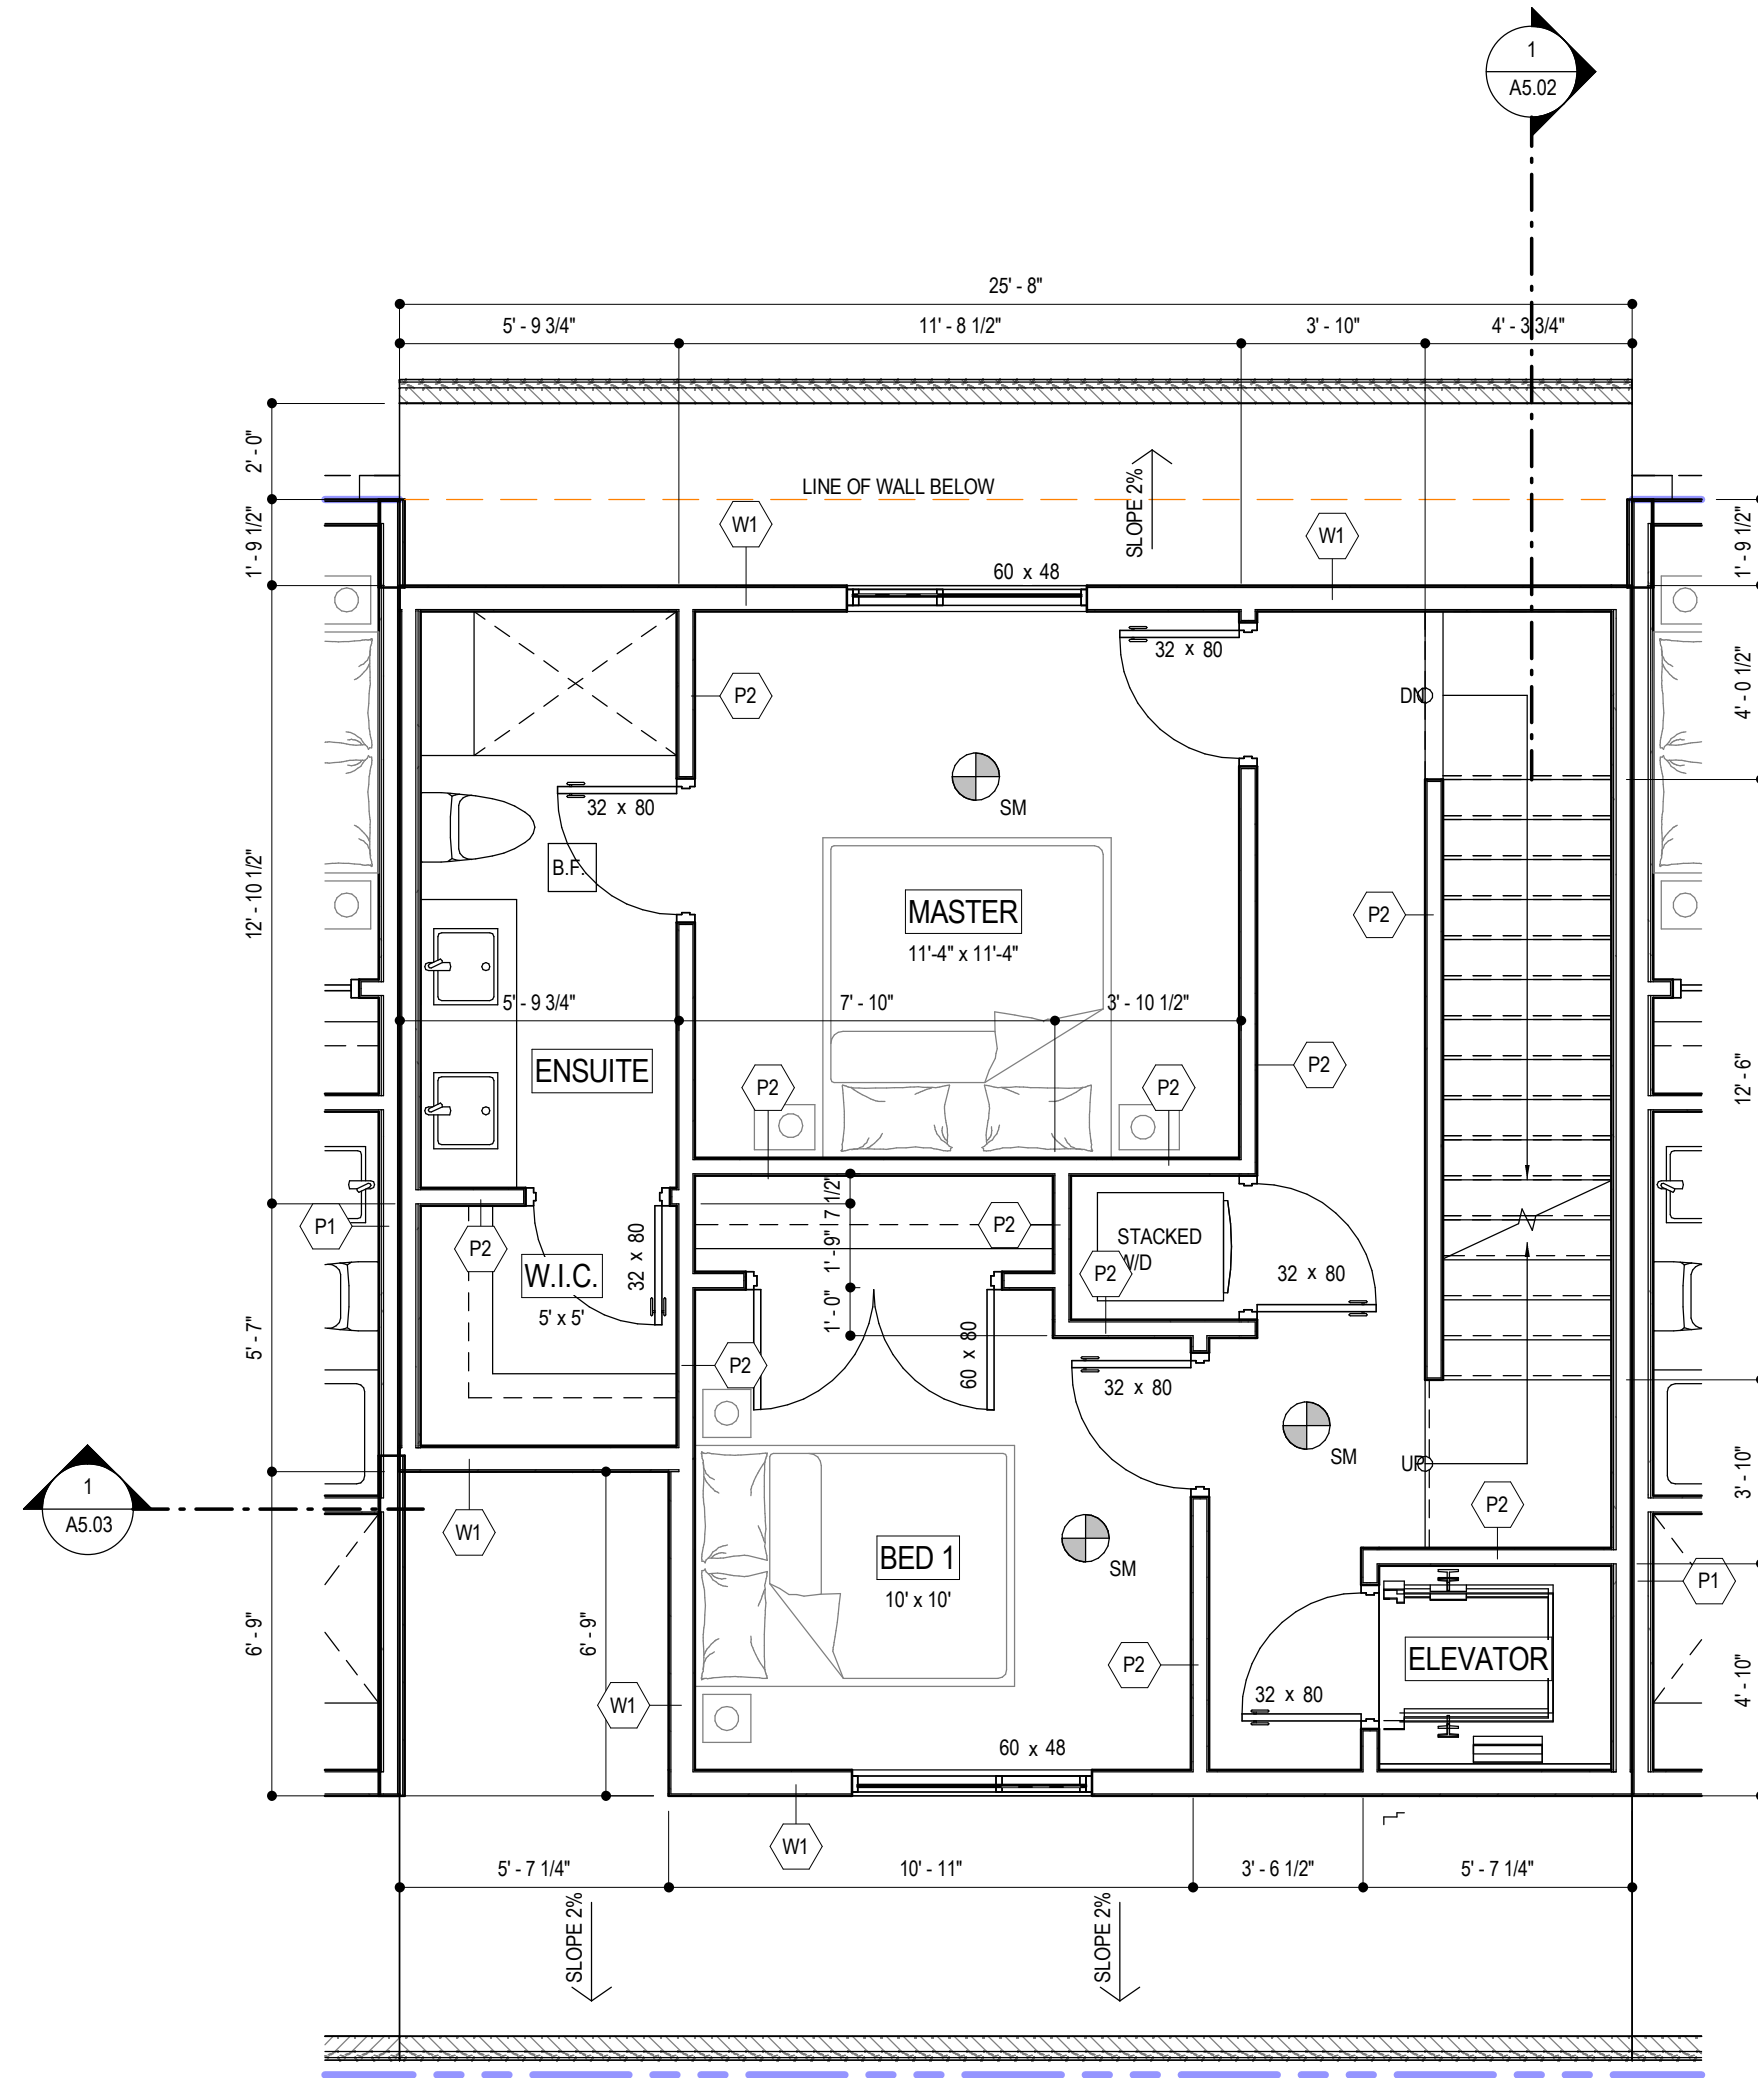 1
A5.02
25' - 8"
5' - 9 3/4"
11' - 8 1/2"
3' - 10"
4' - 3 3/4"
2' - 0"
LINE OF WALL BELOW
SLOPE 2%
W1
W1
1' - 9 1/2"
1' - 9 1/2"
60 x 48
32 x 80
P2
DN
4' - 0 1/2"
SM
32 x 80
B.F.
12' - 10 1/2"
MASTER
11'-4" x 11'-4"
P2
5' - 9 3/4"
7' - 10"
3' - 10 1/2"
ENSUITE
P2
P2
P2
12' - 6"
7 1/2"
P1
P2
P2
STACKED
W/D
1' - 9"
32 x 80
W.I.C.
5' x 5'
P2
32 x 80
1' - 0"
5' - 7"
P2
60 x 80
32 x 80
SM
UP
3' - 10"
1
A5.03
W1
P2
SM
BED 1
10' x 10'
P1
6' - 9"
6' - 9"
P2
ELEVATOR
4' - 10"
W1
32 x 80
60 x 48
W1
5' - 7 1/4"
10' - 11"
3' - 6 1/2"
5' - 7 1/4"
SLOPE 2%
SLOPE 2%